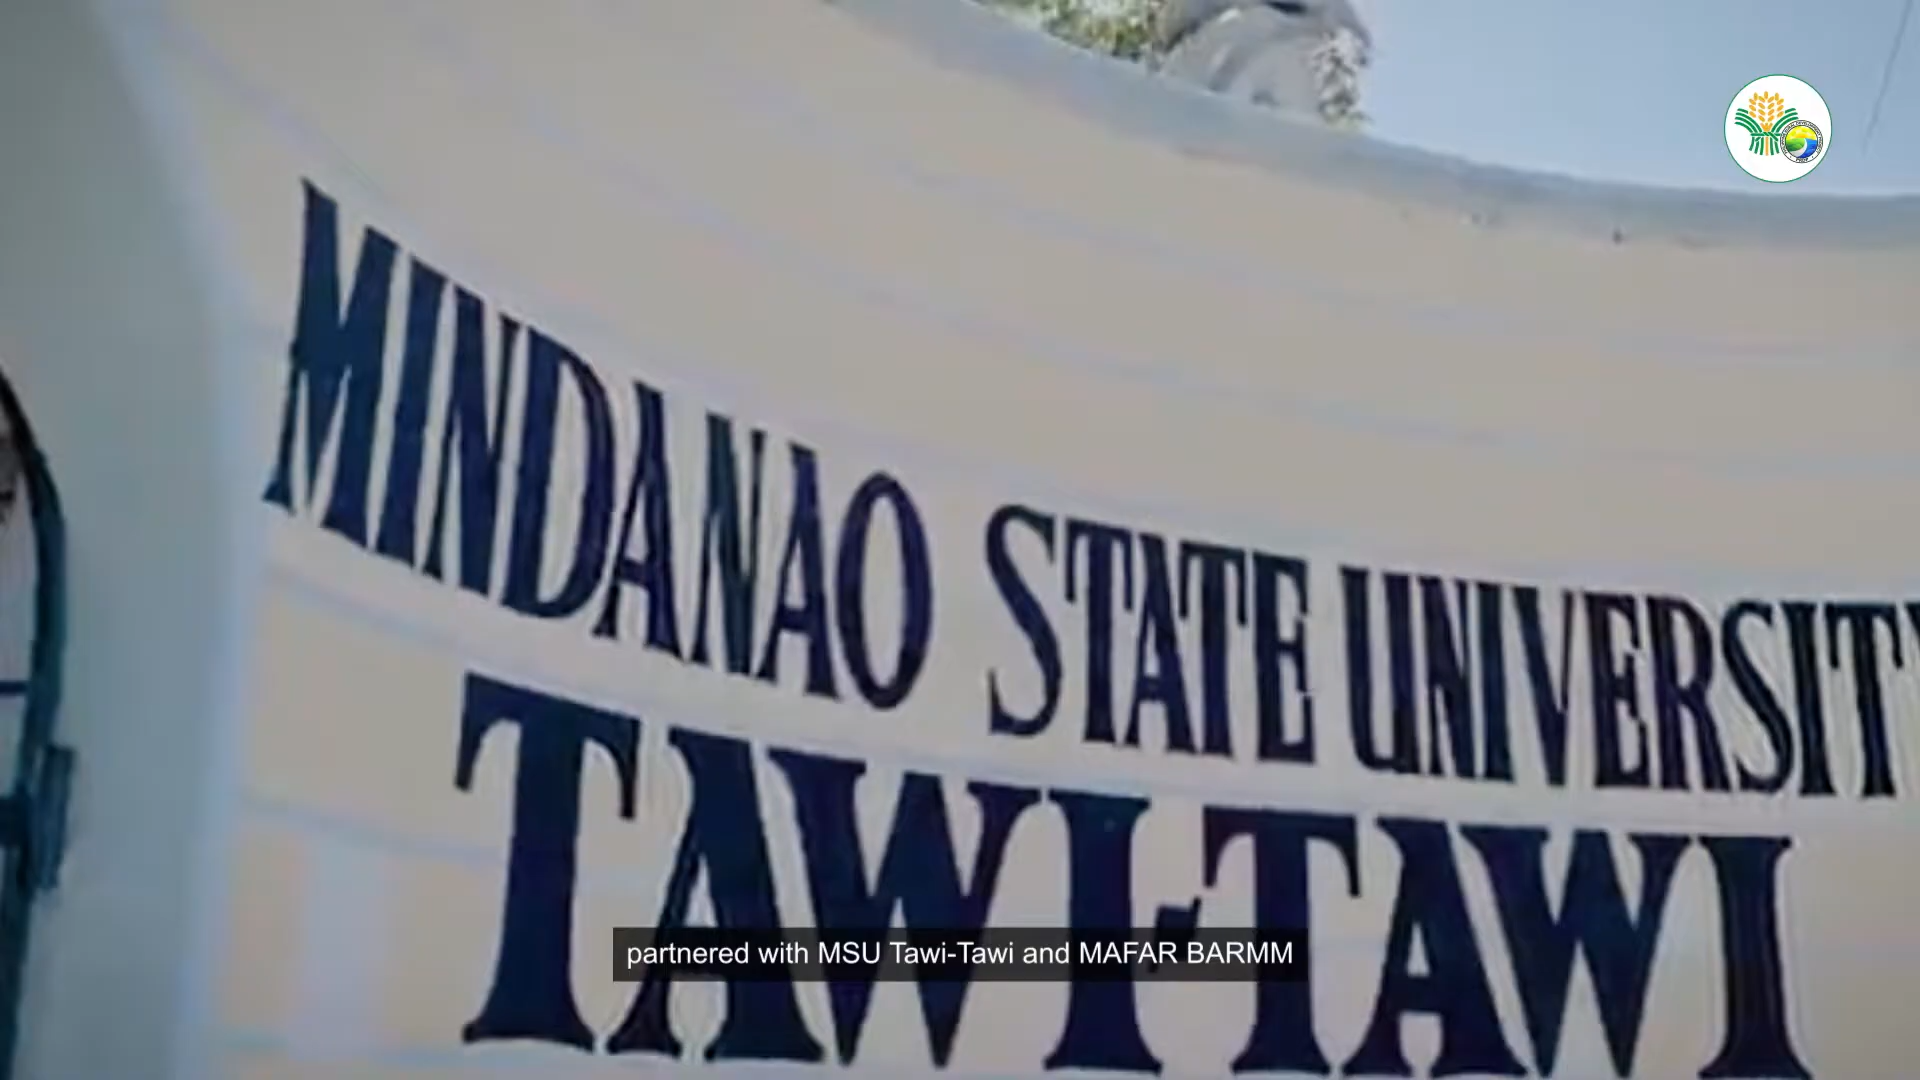 MINDANAO STATE UNIVERSITY
TAWI-TAWI
partnered with MSU Tawi-Tawi and MAFAR BARMM